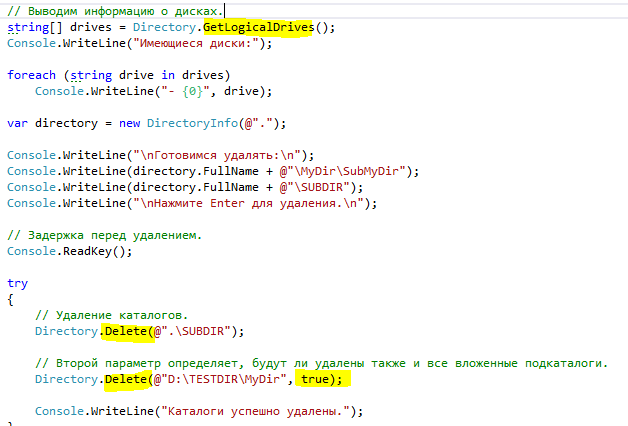 // Выводим информацию о дисках.
string[] drives = Directory.GetLogicalDrives();
Console.WriteLine("Имеющиеся диски:");
foreach (string drive in drives)
Console.WriteLine("- {0}", drive);
var directory = new DirectoryInfo(@".");
Console.WriteLine("\nГотовимся удалять:\n");
Console.WriteLine(directory.FullName + @"\MyDir\SubMyDir");
Console.WriteLine(directory.FullName + @"\SUBDIR");
Console.WriteLine("\nНажмите Enter для удаления.\n");
// Задержка перед удалением.
Console.ReadKey();
try
{
// Удаление каталогов.
Directory.Delete(@".\SUBDIR");
// Второй параметр определяет, будут ли удалены также и все вложенные подкаталоги.
Directory.Delete(@"D:\TESTDIR\MyDir", true);
Console.WriteLine("Каталоги успешно удалены.");
}